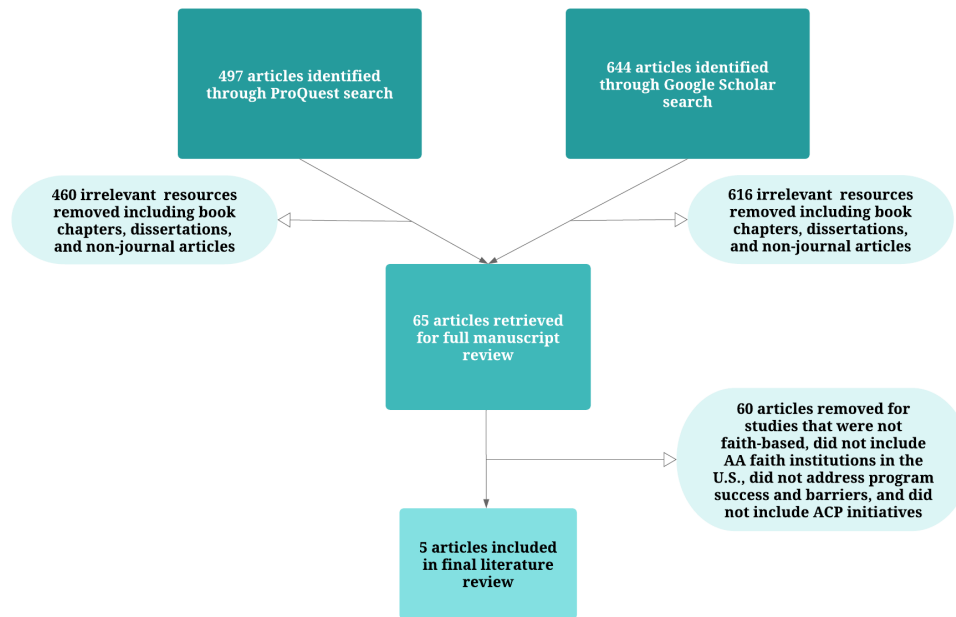 497 articles identified
through ProQuest search
644 articles identified
through Google Scholar
search
460 irrelevant  resources
removed including book
chapters, dissertations,
and non-journal articles
616 irrelevant  resources
removed including book
chapters, dissertations,
and non-journal articles
65 articles retrieved
for full manuscript
review
60 articles removed for
studies that were not
faith-based, did not include
AA faith institutions in the
U.S., did not address program
success and barriers, and did
not include ACP initiatives
5 articles included
in final literature
review